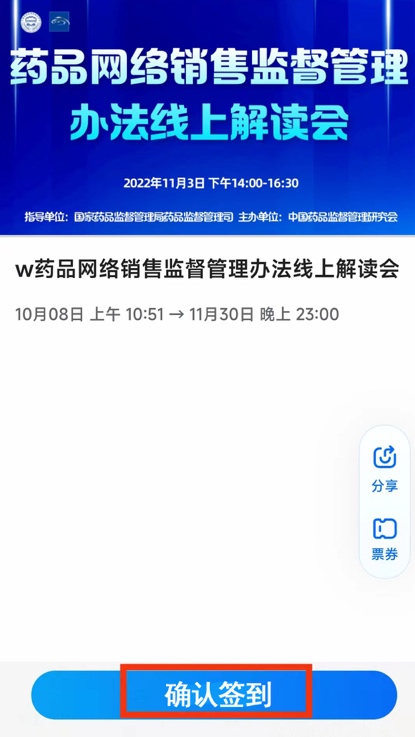 药品网络销售监督管理
办法线上解读会
2022年11月3日 下午14:00-16:30
指导单位：国家药品监督管理局药品监督管理司 主办单位：中国药品监督管理研究会
w药品网络销售监督管理办法线上解读会
10月08日 上午 10:51 → 11月30日 晚上 23:00
分享
票券
确认签到